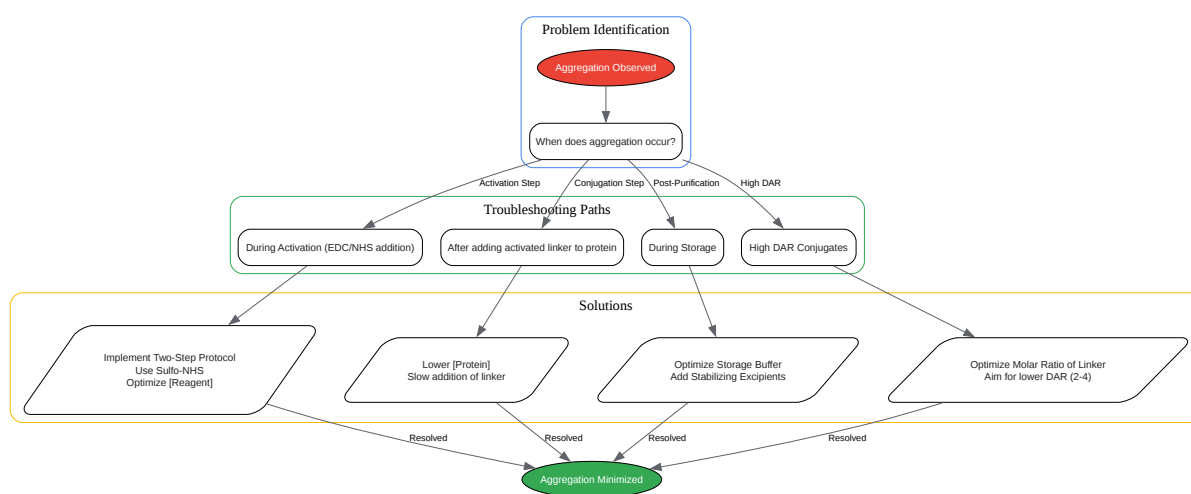 Problem Identification
Aggregation Observed
When does aggregation occur?
Activation Step
Conjugation Step
Post-Purification
High DAR
Troubleshooting Paths
During Activation (EDC/NHS addition)
After adding activated linker to protein
During Storage
High DAR Conjugates
Solutions
Implement Two-Step Protocol
Use Sulfo-NHS
Optimize [Reagent]
Lower [Protein]
Slow addition of linker
Optimize Storage Buffer
Add Stabilizing Excipients
Optimize Molar Ratio of Linker
Aim for lower DAR (2-4)
Resolved
Resolved
Resolved
Resolved
Aggregation Minimized